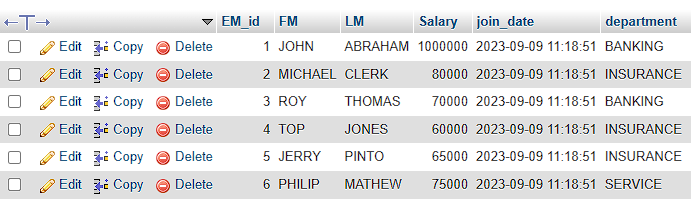 EM_id FM LM Salary join_date department
Edit Copy Delete 1 JOHN ABRAHAM 1000000 2023-09-09 11:18:51 BANKING
Edit Copy Delete 2 MICHAEL CLERK 80000 2023-09-09 11:18:51 INSURANCE
Edit Copy Delete 3 ROY THOMAS 70000 2023-09-09 11:18:51 BANKING
Edit Copy Delete 4 TOP JONES 60000 2023-09-09 11:18:51 INSURANCE
Edit Copy Delete 5 JERRY PINTO 65000 2023-09-09 11:18:51 INSURANCE
Edit Copy Delete 6 PHILIP MATHEW 75000 2023-09-09 11:18:51 SERVICE